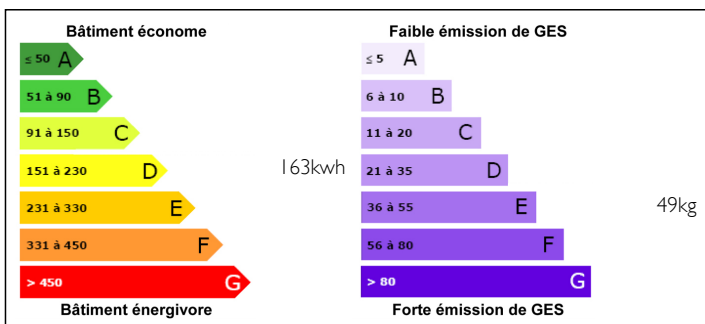 Bâtiment économe
≤ 50 A
51 à 90 B
91 à 150 C
151 à 230 D
163kwh
231 à 330 E
331 à 450 F
> 450 G
Bâtiment énergivore
Faible émission de GES
≤ 5 A
6 à 10 B
11 à 20 C
21 à 35 D
36 à 55 E
49kg
56 à 80 F
> 80 G
Forte émission de GES